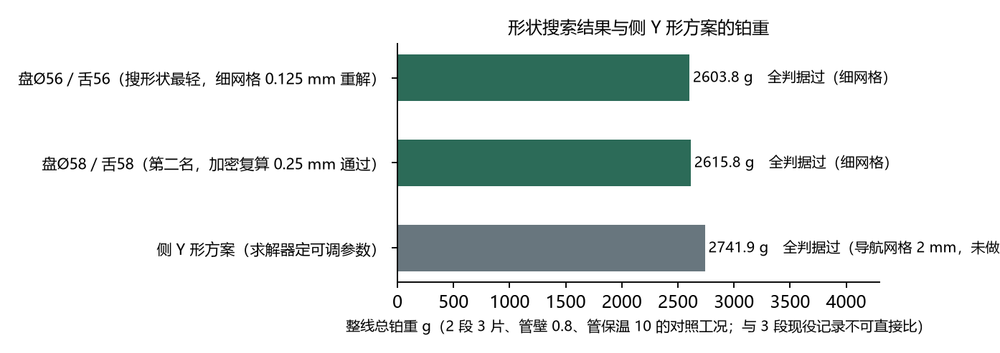 形状搜索结果与侧 Y 形方案的铂重
盘Ø56 / 舌56（搜形状最轻，细网格 0.125 mm 重解）
2603.8 g 全判据过（细网格）
盘Ø58 / 舌58（第二名，加密复算 0.25 mm 通过）
2615.8 g 全判据过（细网格）
侧 Y 形方案（求解器定可调参数）
2741.9 g 全判据过（导航网格 2 mm，未做
0 500 1000 1500 2000 2500 3000 3500 4000
整线总铂重 g（2 段 3 片、管壁 0.8、管保温 10 的对照工况；与 3 段现役记录不可直接比）